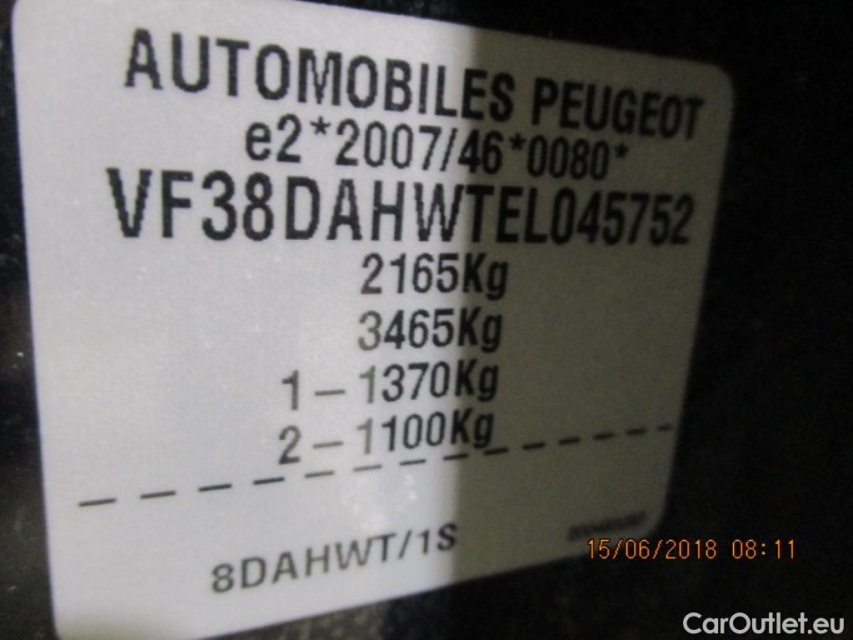 AUTOMOBILES PEUGEOT
e2*2007/46*0080*
VF38DAHWTEL045752
2165Kg
3465Kg
1-1370Kg
2-1100Kg
8DAHWT/1S
15/06/2018 08:11
CarOutlet.eu